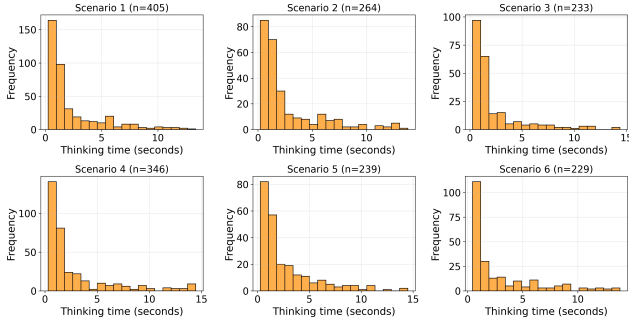 Scenario 1 (n=405)
Frequency
150
100
50
0
0
5
10
Thinking time (seconds)
Scenario 2 (n=264)
Frequency
80
60
40
20
0
0
5
10
Thinking time (seconds)
Scenario 3 (n=233)
Frequency
100
75
50
25
0
0
5
10
15
Thinking time (seconds)
Scenario 4 (n=346)
Frequency
100
50
0
0
5
10
15
Thinking time (seconds)
Scenario 5 (n=239)
Frequency
80
60
40
20
0
0
5
10
15
Thinking time (seconds)
Scenario 6 (n=229)
Frequency
100
75
50
25
0
0
5
10
Thinking time (seconds)